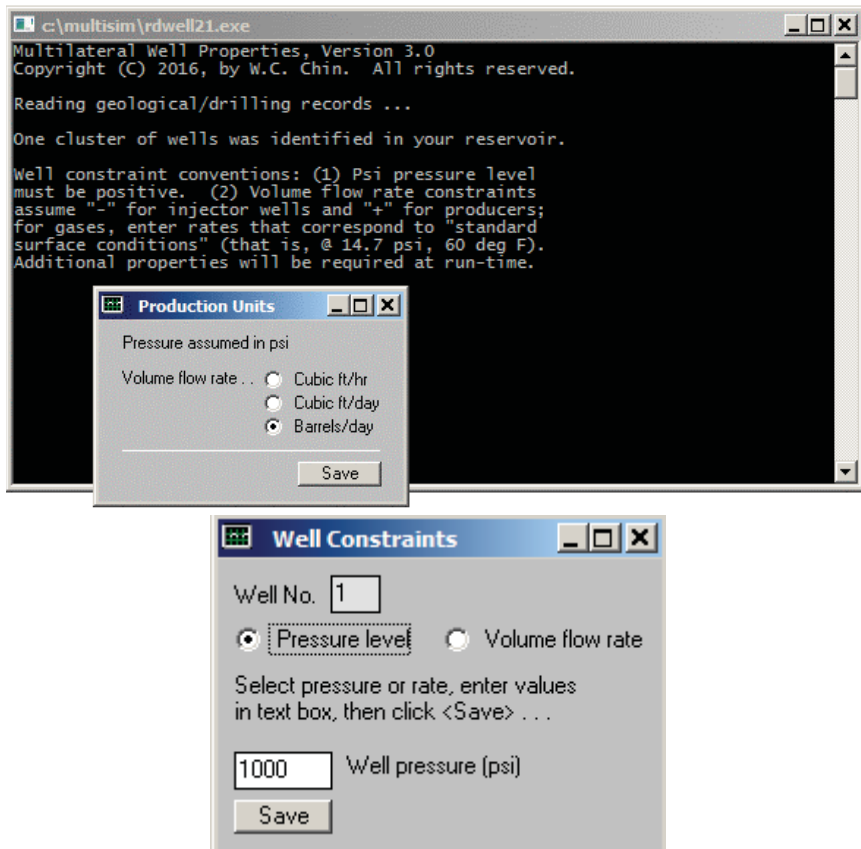 c:\multisim\rdwell21.exe
Multilateral Well Properties, Version 3.0
Copyright (C) 2016, by W.C. Chin.  All rights reserved.
Reading geological/drilling records ...
One cluster of wells was identified in your reservoir.
Well constraint conventions: (1) Psi pressure level
must be positive.  (2) Volume flow rate constraints
assume "-" for injector wells and "+" for producers;
for gases, enter rates that correspond to "standard
surface conditions" (that is, @ 14.7 psi, 60 deg F).
Additional properties will be required at run-time.
Production Units
Pressure assumed in psi
Volume flow rate . . Cubic ft/hr
Cubic ft/day
Barrels/day
Save
Well Constraints
Well No. 1
Pressure level Volume flow rate
Select pressure or rate, enter values
in text box, then click <Save> . . .
1000 Well pressure (psi)
Save